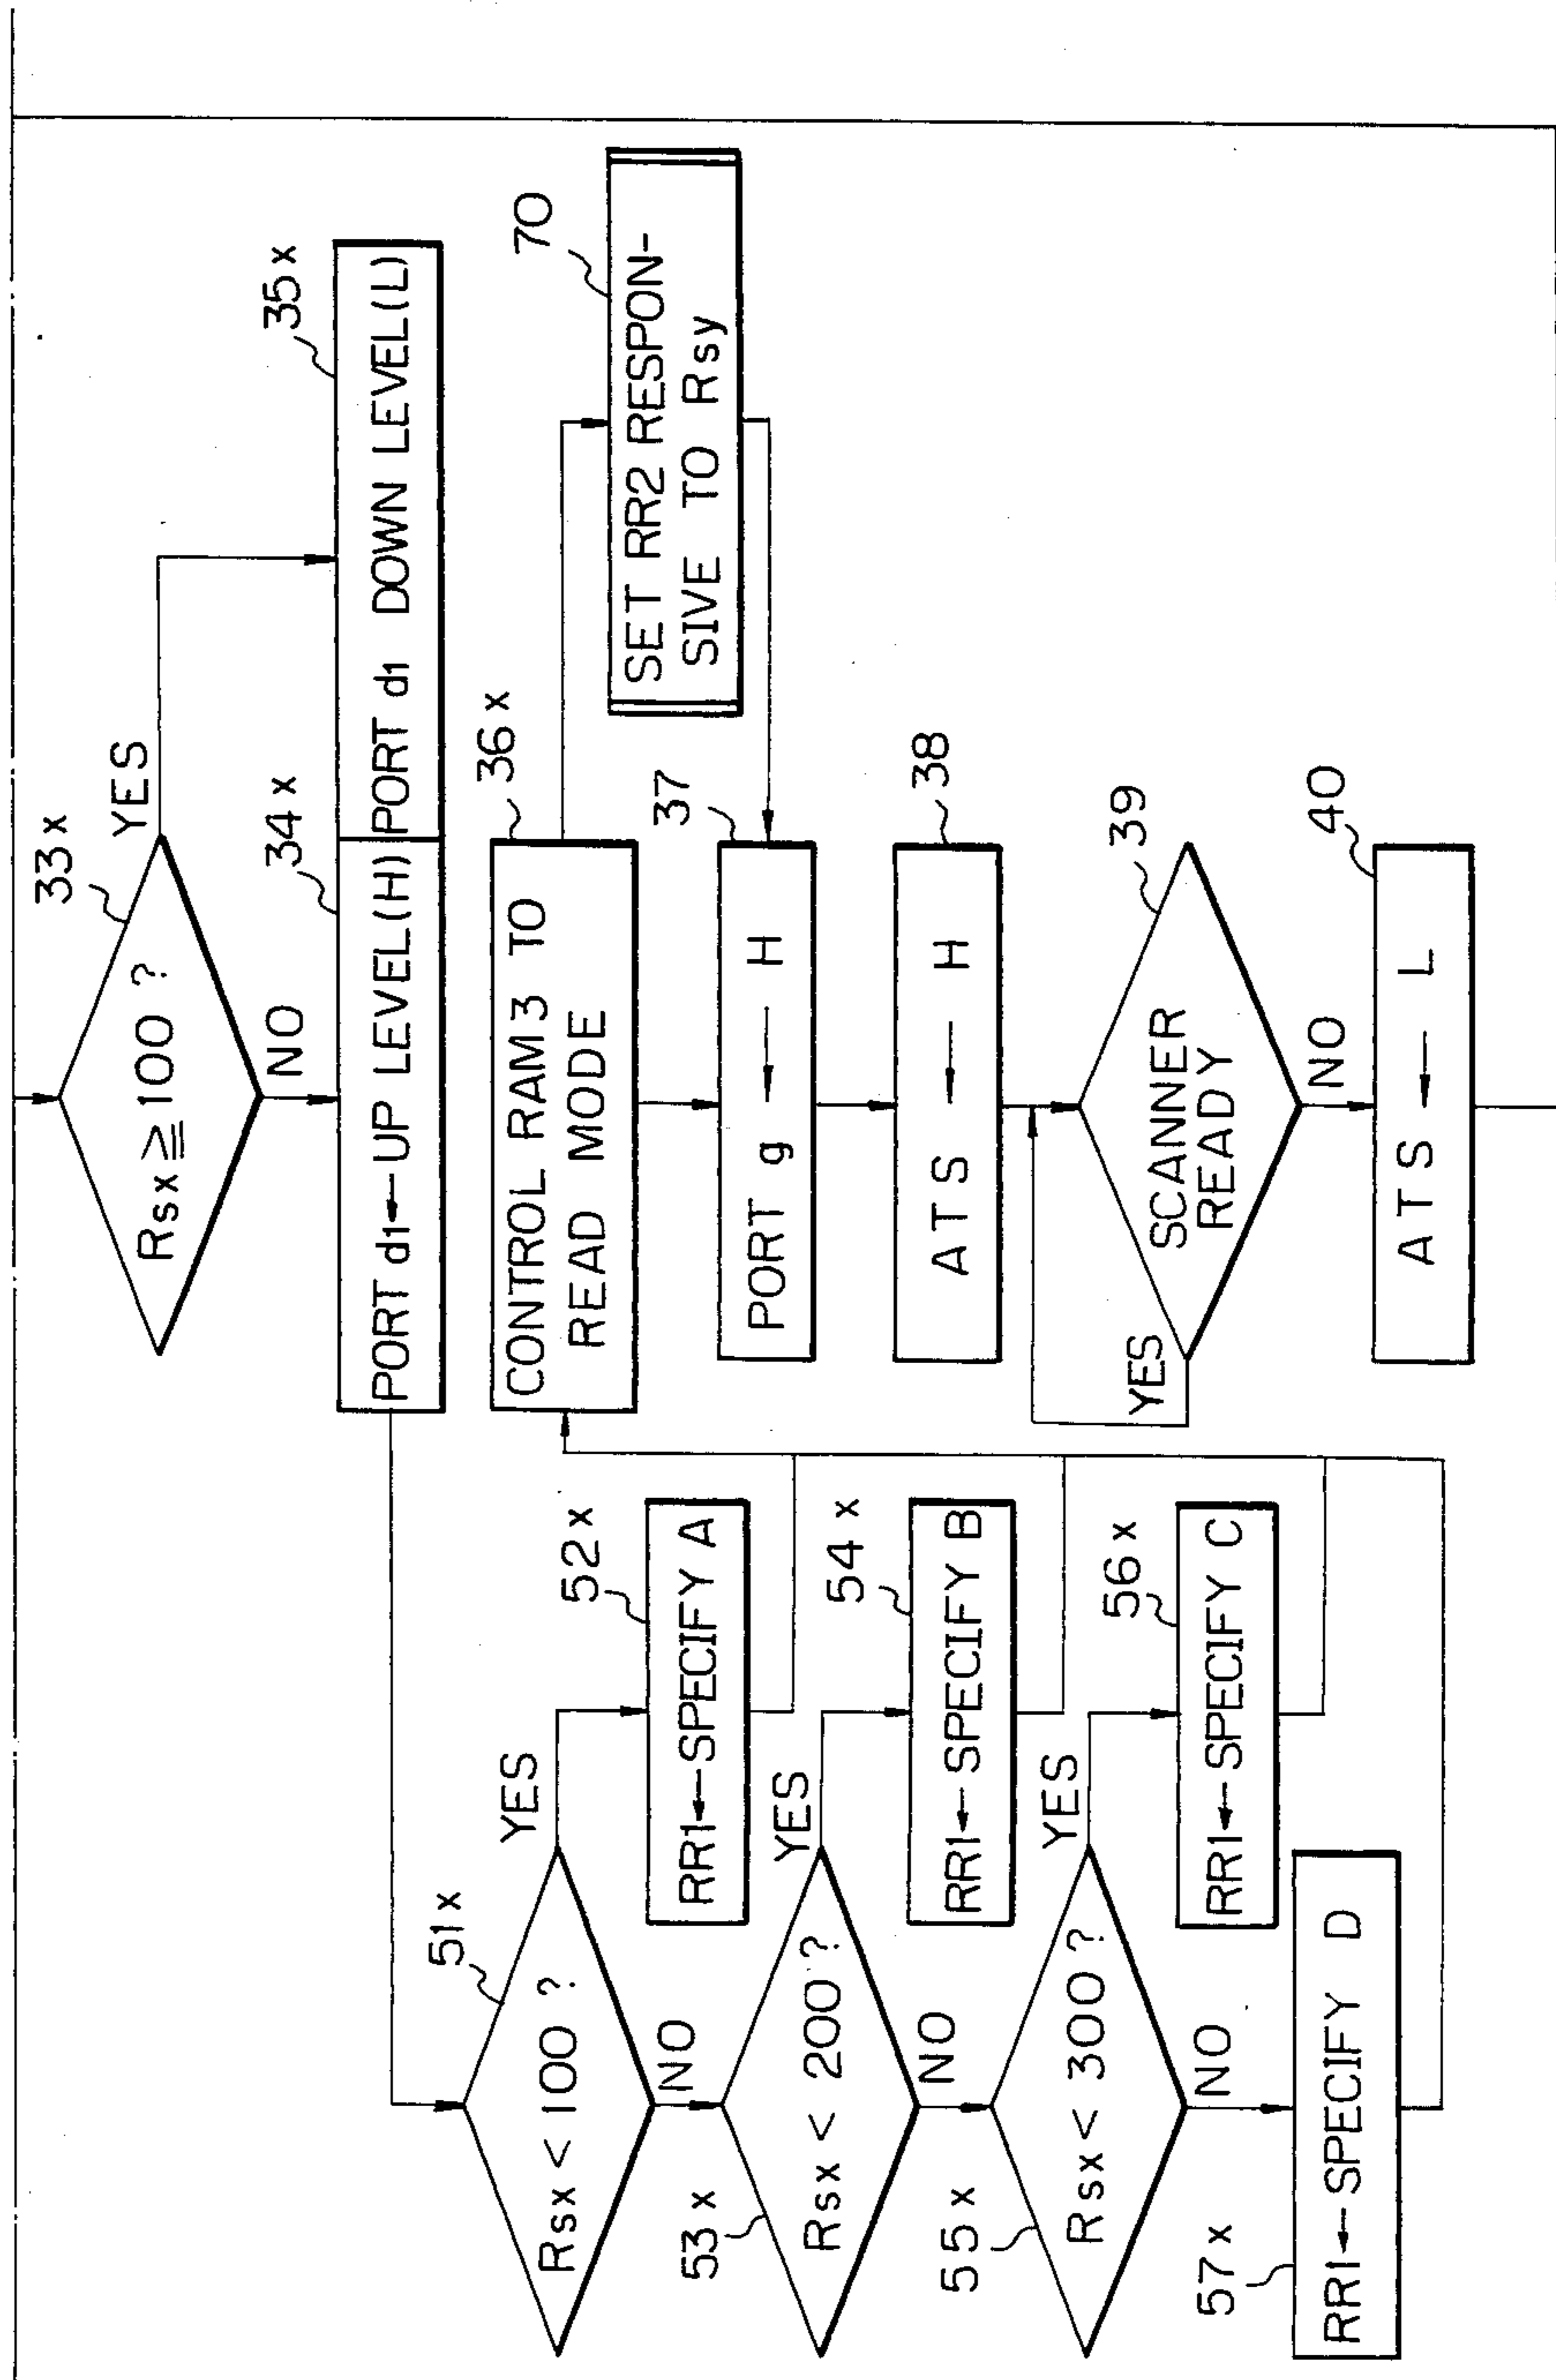 33x
Rsx ≧ 100 ?
YES
NO
34x
35x
PORT d1←UP LEVEL(H)
PORT d1 DOWN LEVEL(L)
51x
Rsx < 100 ?
YES
NO
52x
RR1←SPECIFY A
53x
Rsx < 200 ?
YES
NO
54x
RR1←SPECIFY B
55x
Rsx < 300 ?
YES
NO
56x
RR1←SPECIFY C
57x
RR1←SPECIFY D
36x
CONTROL RAM 3 TO
READ MODE
70
SET RR2 RESPON-
SIVE TO Rsy
37
PORT g ← H
38
ATS ← H
39
SCANNER
READY
YES
NO
40
ATS ← L